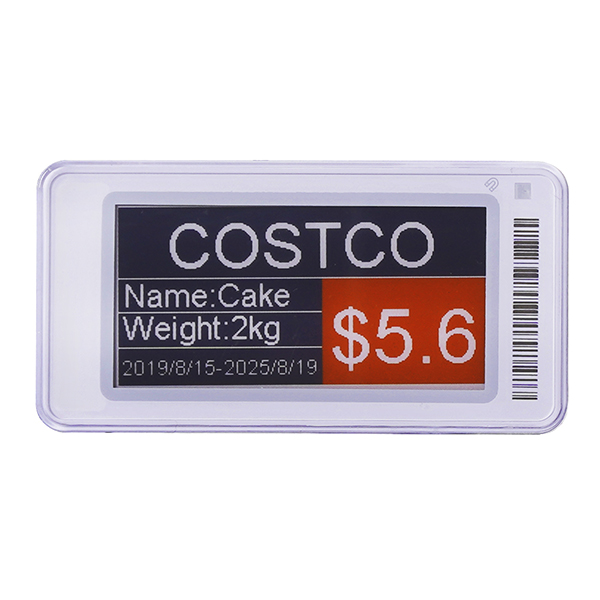 COSTCO
Name:Cake
Weight:2kg
2019/8/15-2025/8/19
$5.6